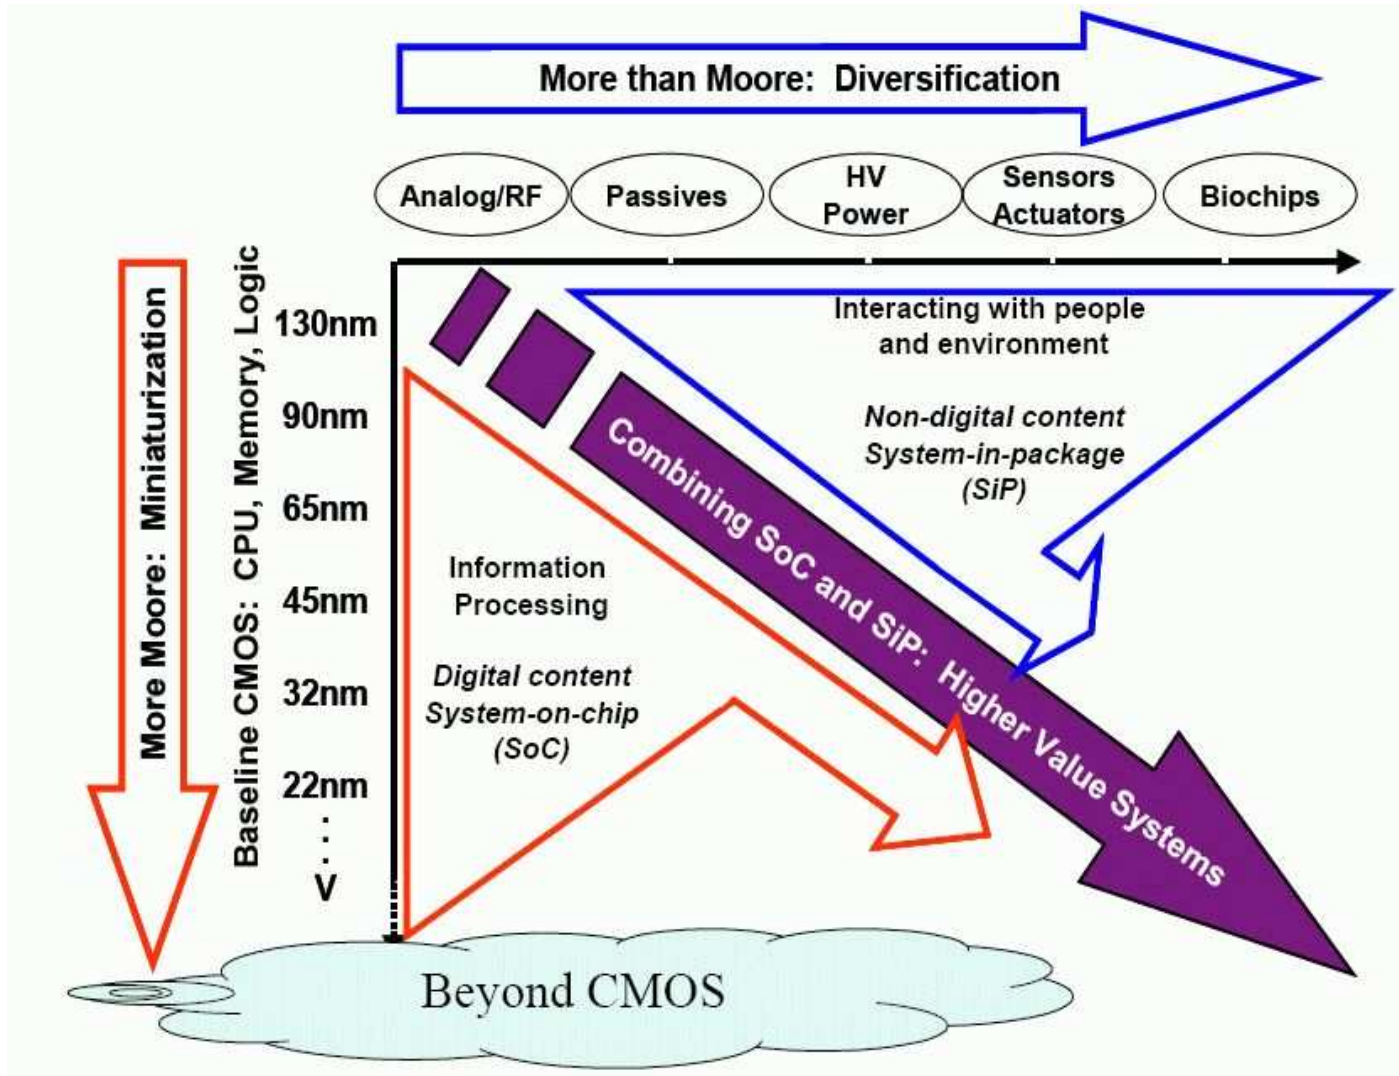 More than Moore: Diversification
Analog/RF
Passives
HV
Power
Sensors
Actuators
Biochips
More Moore: Miniaturization
Baseline CMOS: CPU, Memory, Logic
130nm
90nm
65nm
45nm
32nm
22nm
.
.
.
V
Interacting with people
and environment
Non-digital content
System-in-package
(SiP)
Combining SoC and SiP: Higher Value Systems
Information
Processing
Digital content
System-on-chip
(SoC)
Beyond CMOS